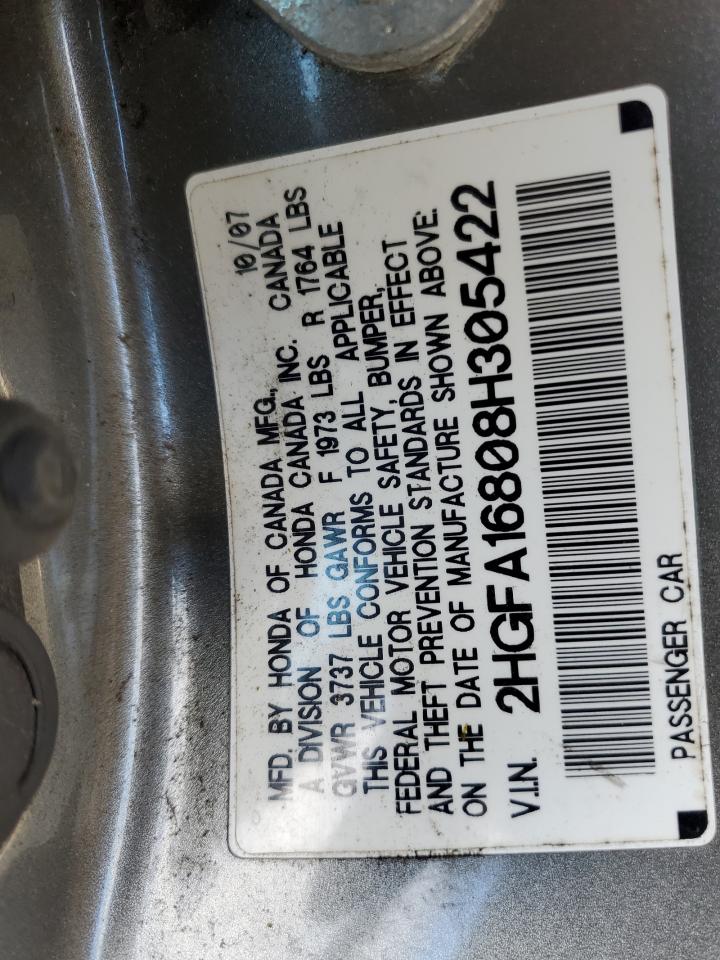 MFD. BY HONDA OF CANADA MFG., 10/07
A DIVISION OF HONDA CANADA INC. CANADA
GVWR 3737 LBS GAWR F 1973 LBS R 1764 LBS
THIS VEHICLE CONFORMS TO ALL APPLICABLE
FEDERAL MOTOR VEHICLE SAFETY, BUMPER,
AND THEFT PREVENTION STANDARDS IN EFFECT
ON THE DATE OF MANUFACTURE SHOWN ABOVE.
V.I.N. 2HGFA16808H305422
PASSENGER CAR